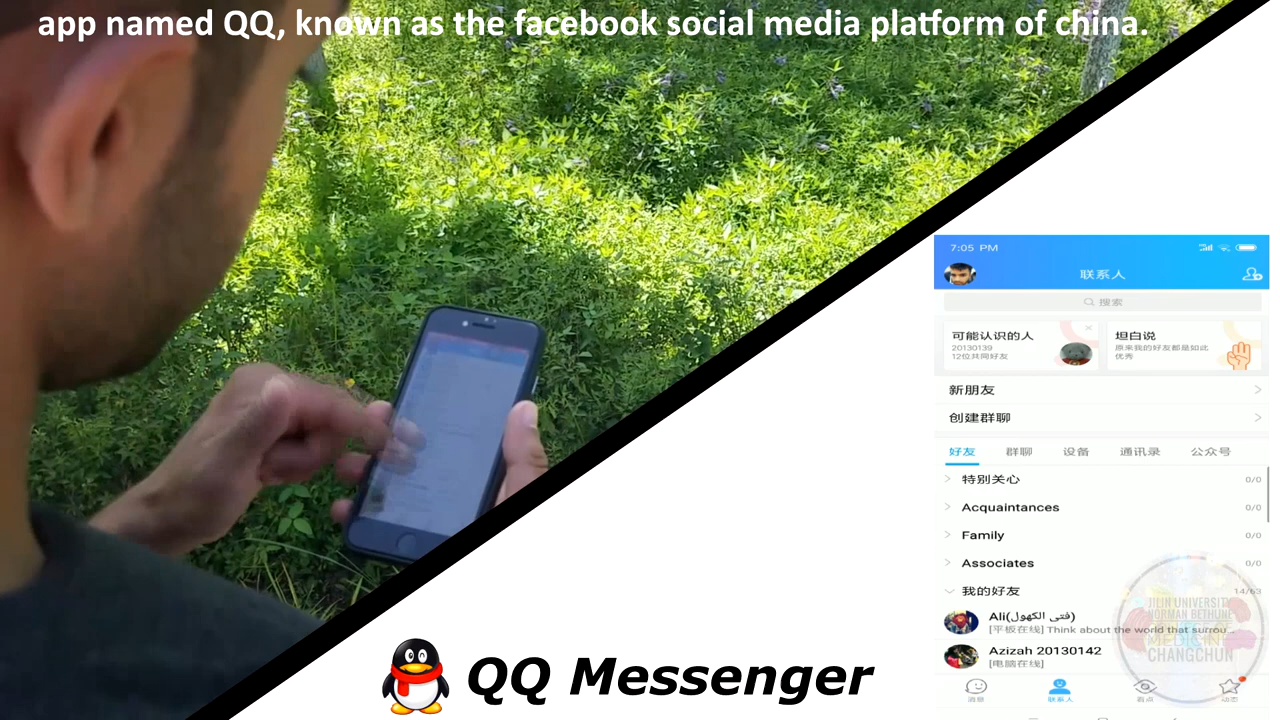 app named QQ, known as the facebook social media platform of china.
7:05 PM
联系人
搜索
可能认识的人
20130139
12位共同好友
坦白说
原来我的好友都是如此
优秀
新朋友
创建群聊
好友 群聊 设备 通讯录 公众号
特别关心 0/0
Acquaintances 0/0
Family 0/0
Associates 0/0
我的好友 14/63
Ali(فتى الكهول)
[平板在线] Think about the world that surrou...
Azizah 20130142
[电脑在线]
消息 联系人 看点 动态
JILIN UNIVERSITY
NORMAN BETHUNE
MEDICINE
CHANGCHUN
QQ Messenger